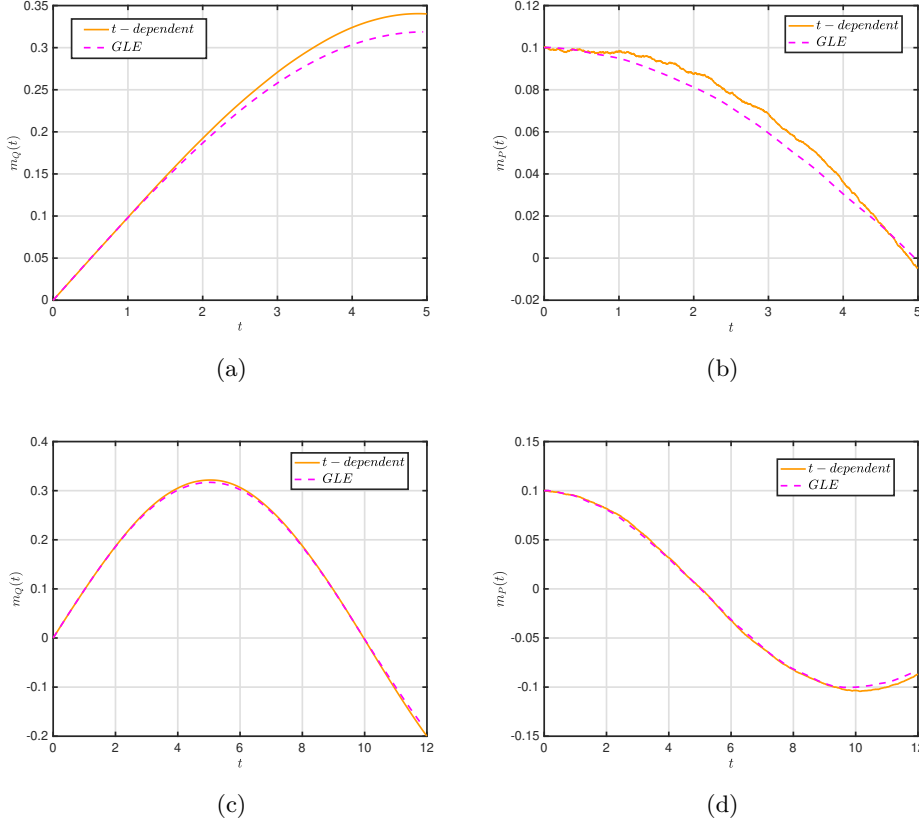 0.35
0.3
0.25
0.2
0.15
0.1
0.05
0
0 1 2 3 4 5
m_Q(t)
t
t − dependent
GLE
(a)
0.12
0.1
0.08
0.06
0.04
0.02
0
-0.02
0 1 2 3 4 5
m_P(t)
t
t − dependent
GLE
(b)
0.4
0.3
0.2
0.1
0
-0.1
-0.2
0 2 4 6 8 10 12
m_Q(t)
t
t − dependent
GLE
(c)
0.15
0.1
0.05
0
-0.05
-0.1
-0.15
0 2 4 6 8 10 12
m_P(t)
t
t − dependent
GLE
(d)